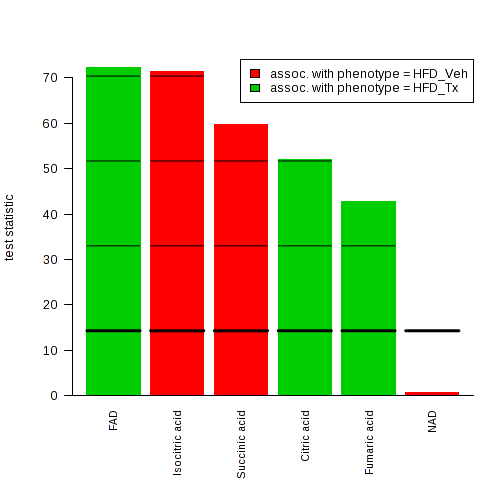 assoc. with phenotype = HFD_Veh
assoc. with phenotype = HFD_Tx
test statistic
70
60
50
40
30
20
10
0
FAD
Isocitric acid
Succinic acid
Citric acid
Fumaric acid
NAD